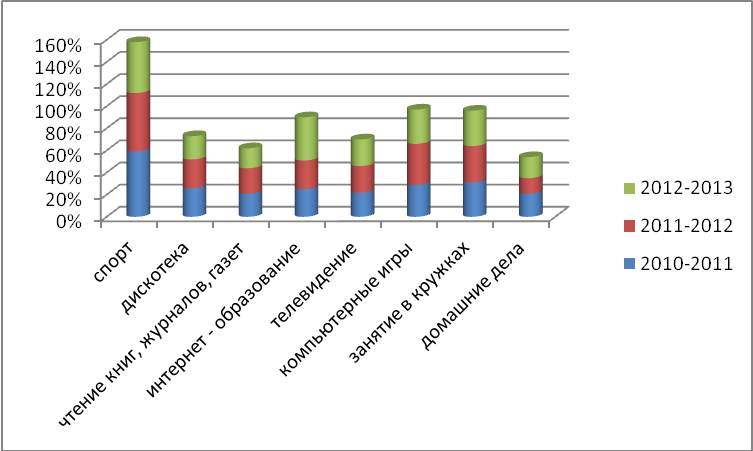 160%
140%
120%
100%
80%
60%
40%
20%
0%
спорт
дискотека
чтение книг, журналов, газет
интернет - образование
телевидение
компьютерные игры
занятие в кружках
домашние дела
2012-2013
2011-2012
2010-2011